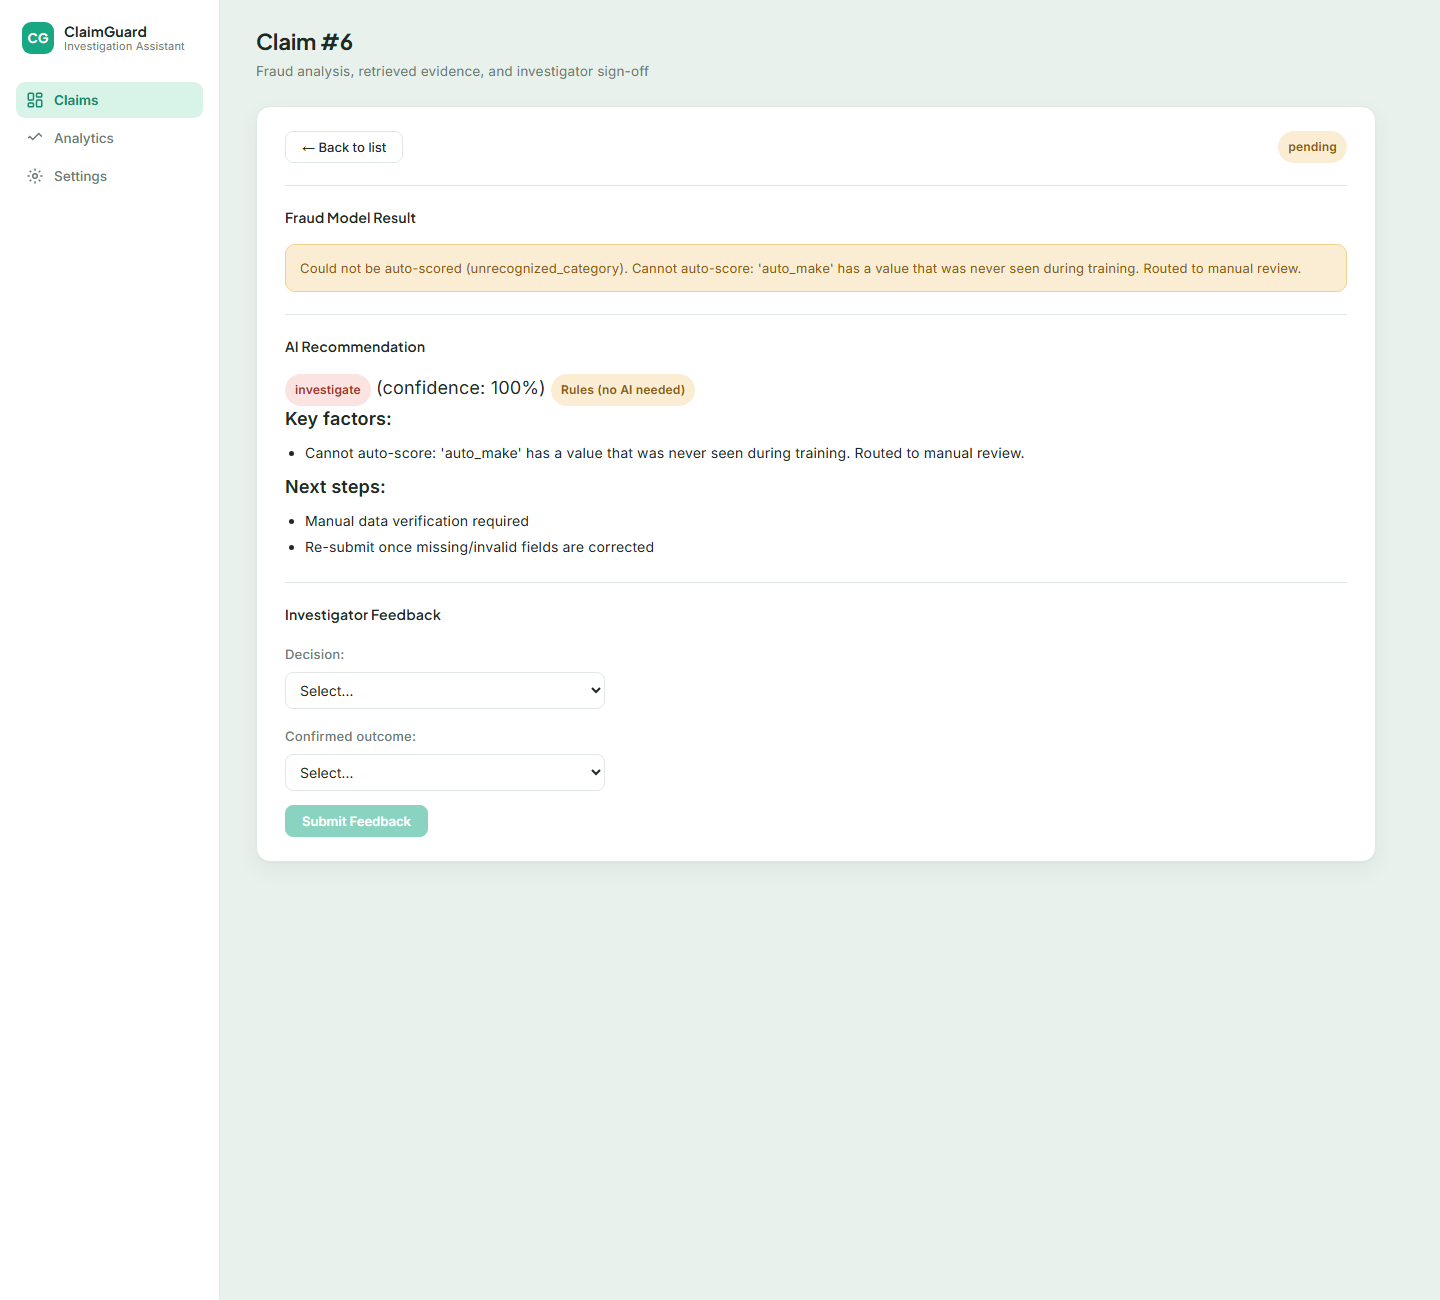 CG
ClaimGuard
Investigation Assistant
Claims
Analytics
Settings
Claim #6
Fraud analysis, retrieved evidence, and investigator sign-off
← Back to list
pending
Fraud Model Result
Could not be auto-scored (unrecognized_category). Cannot auto-score: 'auto_make' has a value that was never seen during training. Routed to manual review.
AI Recommendation
investigate (confidence: 100%) Rules (no AI needed)
Key factors:
• Cannot auto-score: 'auto_make' has a value that was never seen during training. Routed to manual review.
Next steps:
• Manual data verification required
• Re-submit once missing/invalid fields are corrected
Investigator Feedback
Decision:
Select...
Confirmed outcome:
Select...
Submit Feedback